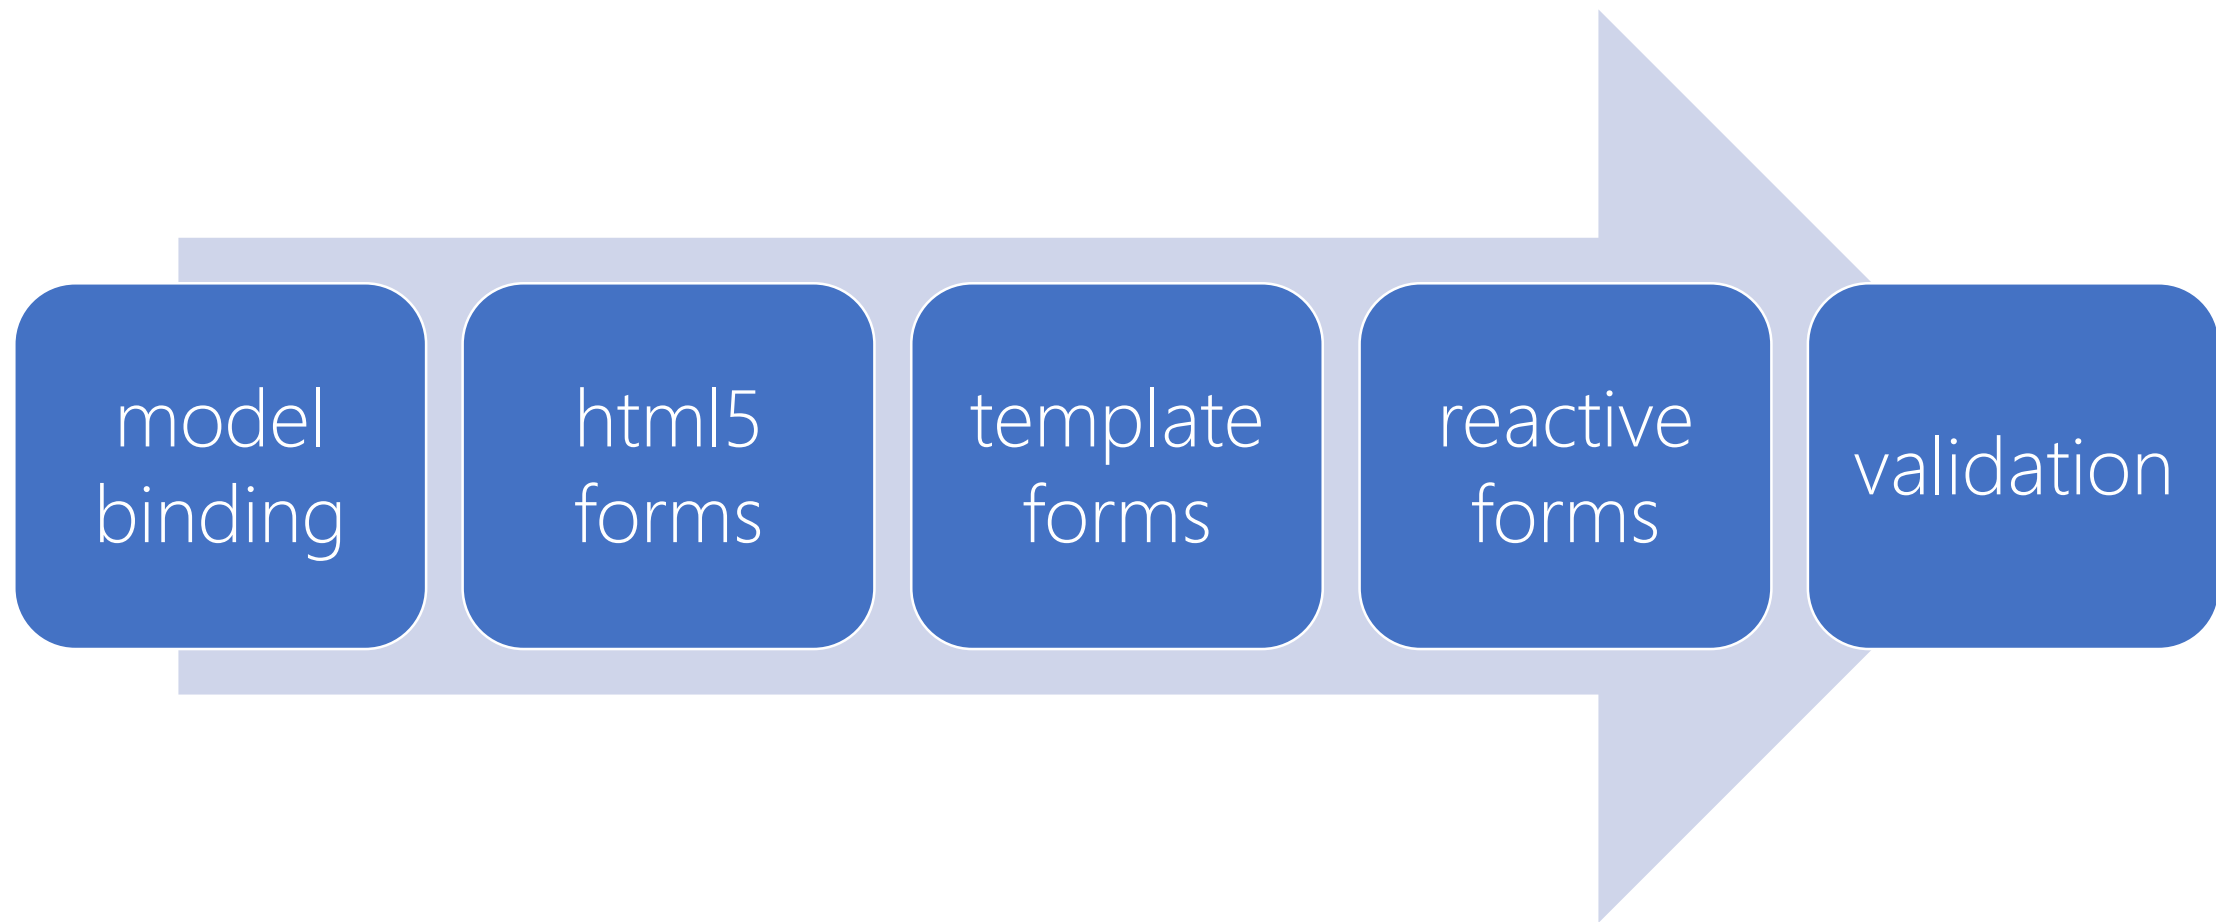 model
binding
html5
forms
template
forms
reactive
forms
validation